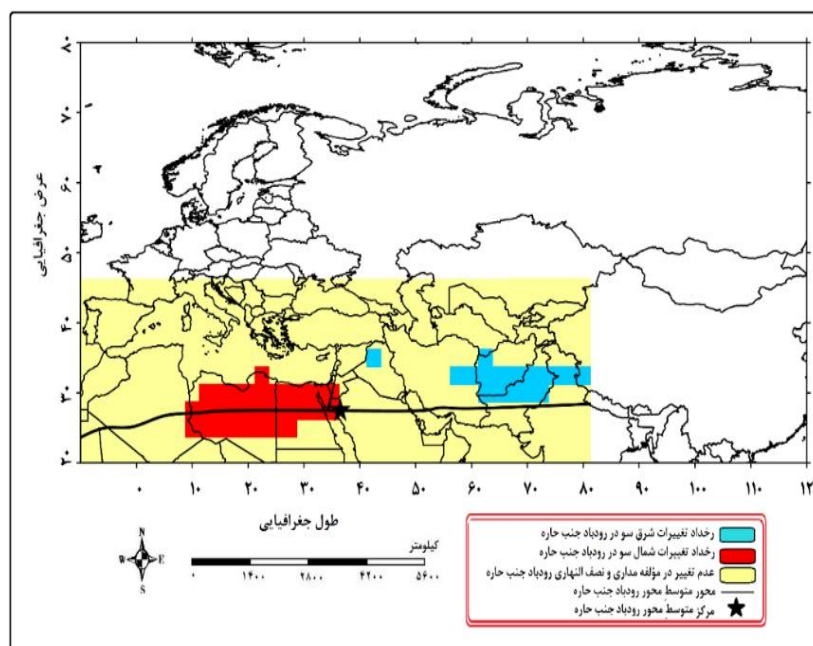 عرض جغرافیایی
۸۰
۷۰
۶۰
۵۰
۴۰
۳۰
۲۰
۰ ۱۰ ۲۰ ۳۰ ۴۰ ۵۰ ۶۰ ۷۰ ۸۰ ۹۰ ۱۰۰ ۱۱۰ ۱۲
طول جغرافیایی
N
W E
S
کیلومتر
۰ ۱۴۰۰ ۲۸۰۰ ۴۲۰۰ ۵۶۰۰
رخداد تغییرات شرق سو در رودباد جنب حاره
رخداد تغییرات شمال سو در رودباد جنب حاره
عدم تغییر در مؤلفه مداری و نصف النهاری رودباد جنب حاره
محور متوسط محور رودباد جنب حاره
مرکز متوسط محور رودباد جنب حاره